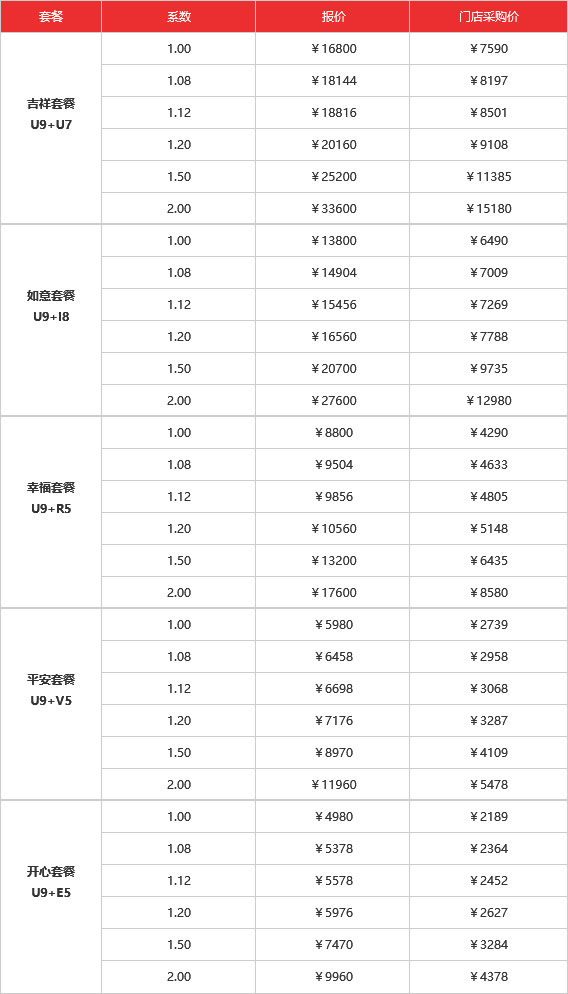 套餐 系数 报价 门店采购价
吉祥套餐
U9+U7
1.00 ￥16800 ￥7590
1.08 ￥18144 ￥8197
1.12 ￥18816 ￥8501
1.20 ￥20160 ￥9108
1.50 ￥25200 ￥11385
2.00 ￥33600 ￥15180
如意套餐
U9+I8
1.00 ￥13800 ￥6490
1.08 ￥14904 ￥7009
1.12 ￥15456 ￥7269
1.20 ￥16560 ￥7788
1.50 ￥20700 ￥9735
2.00 ￥27600 ￥12980
幸福套餐
U9+R5
1.00 ￥8800 ￥4290
1.08 ￥9504 ￥4633
1.12 ￥9856 ￥4805
1.20 ￥10560 ￥5148
1.50 ￥13200 ￥6435
2.00 ￥17600 ￥8580
平安套餐
U9+V5
1.00 ￥5980 ￥2739
1.08 ￥6458 ￥2958
1.12 ￥6698 ￥3068
1.20 ￥7176 ￥3287
1.50 ￥8970 ￥4109
2.00 ￥11960 ￥5478
开心套餐
U9+E5
1.00 ￥4980 ￥2189
1.08 ￥5378 ￥2364
1.12 ￥5578 ￥2452
1.20 ￥5976 ￥2627
1.50 ￥7470 ￥3284
2.00 ￥9960 ￥4378